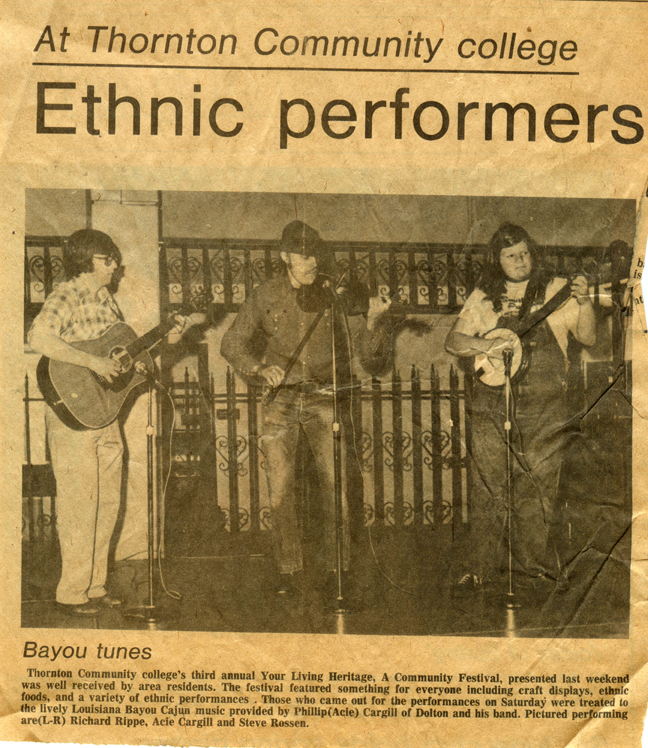 At Thornton Community college
Ethnic performers
Bayou tunes
Thornton Community college's third annual Your Living Heritage, A Community Festival, presented last weekend
was well received by area residents. The festival featured something for everyone including craft displays, ethnic
foods, and a variety of ethnic performances . Those who came out for the performances on Saturday were treated to
the lively Louisiana Bayou Cajun music provided by Phillip(Acie) Cargill of Dolton and his band. Pictured performing
are(L-R) Richard Rippe, Acie Cargill and Steve Rossen.